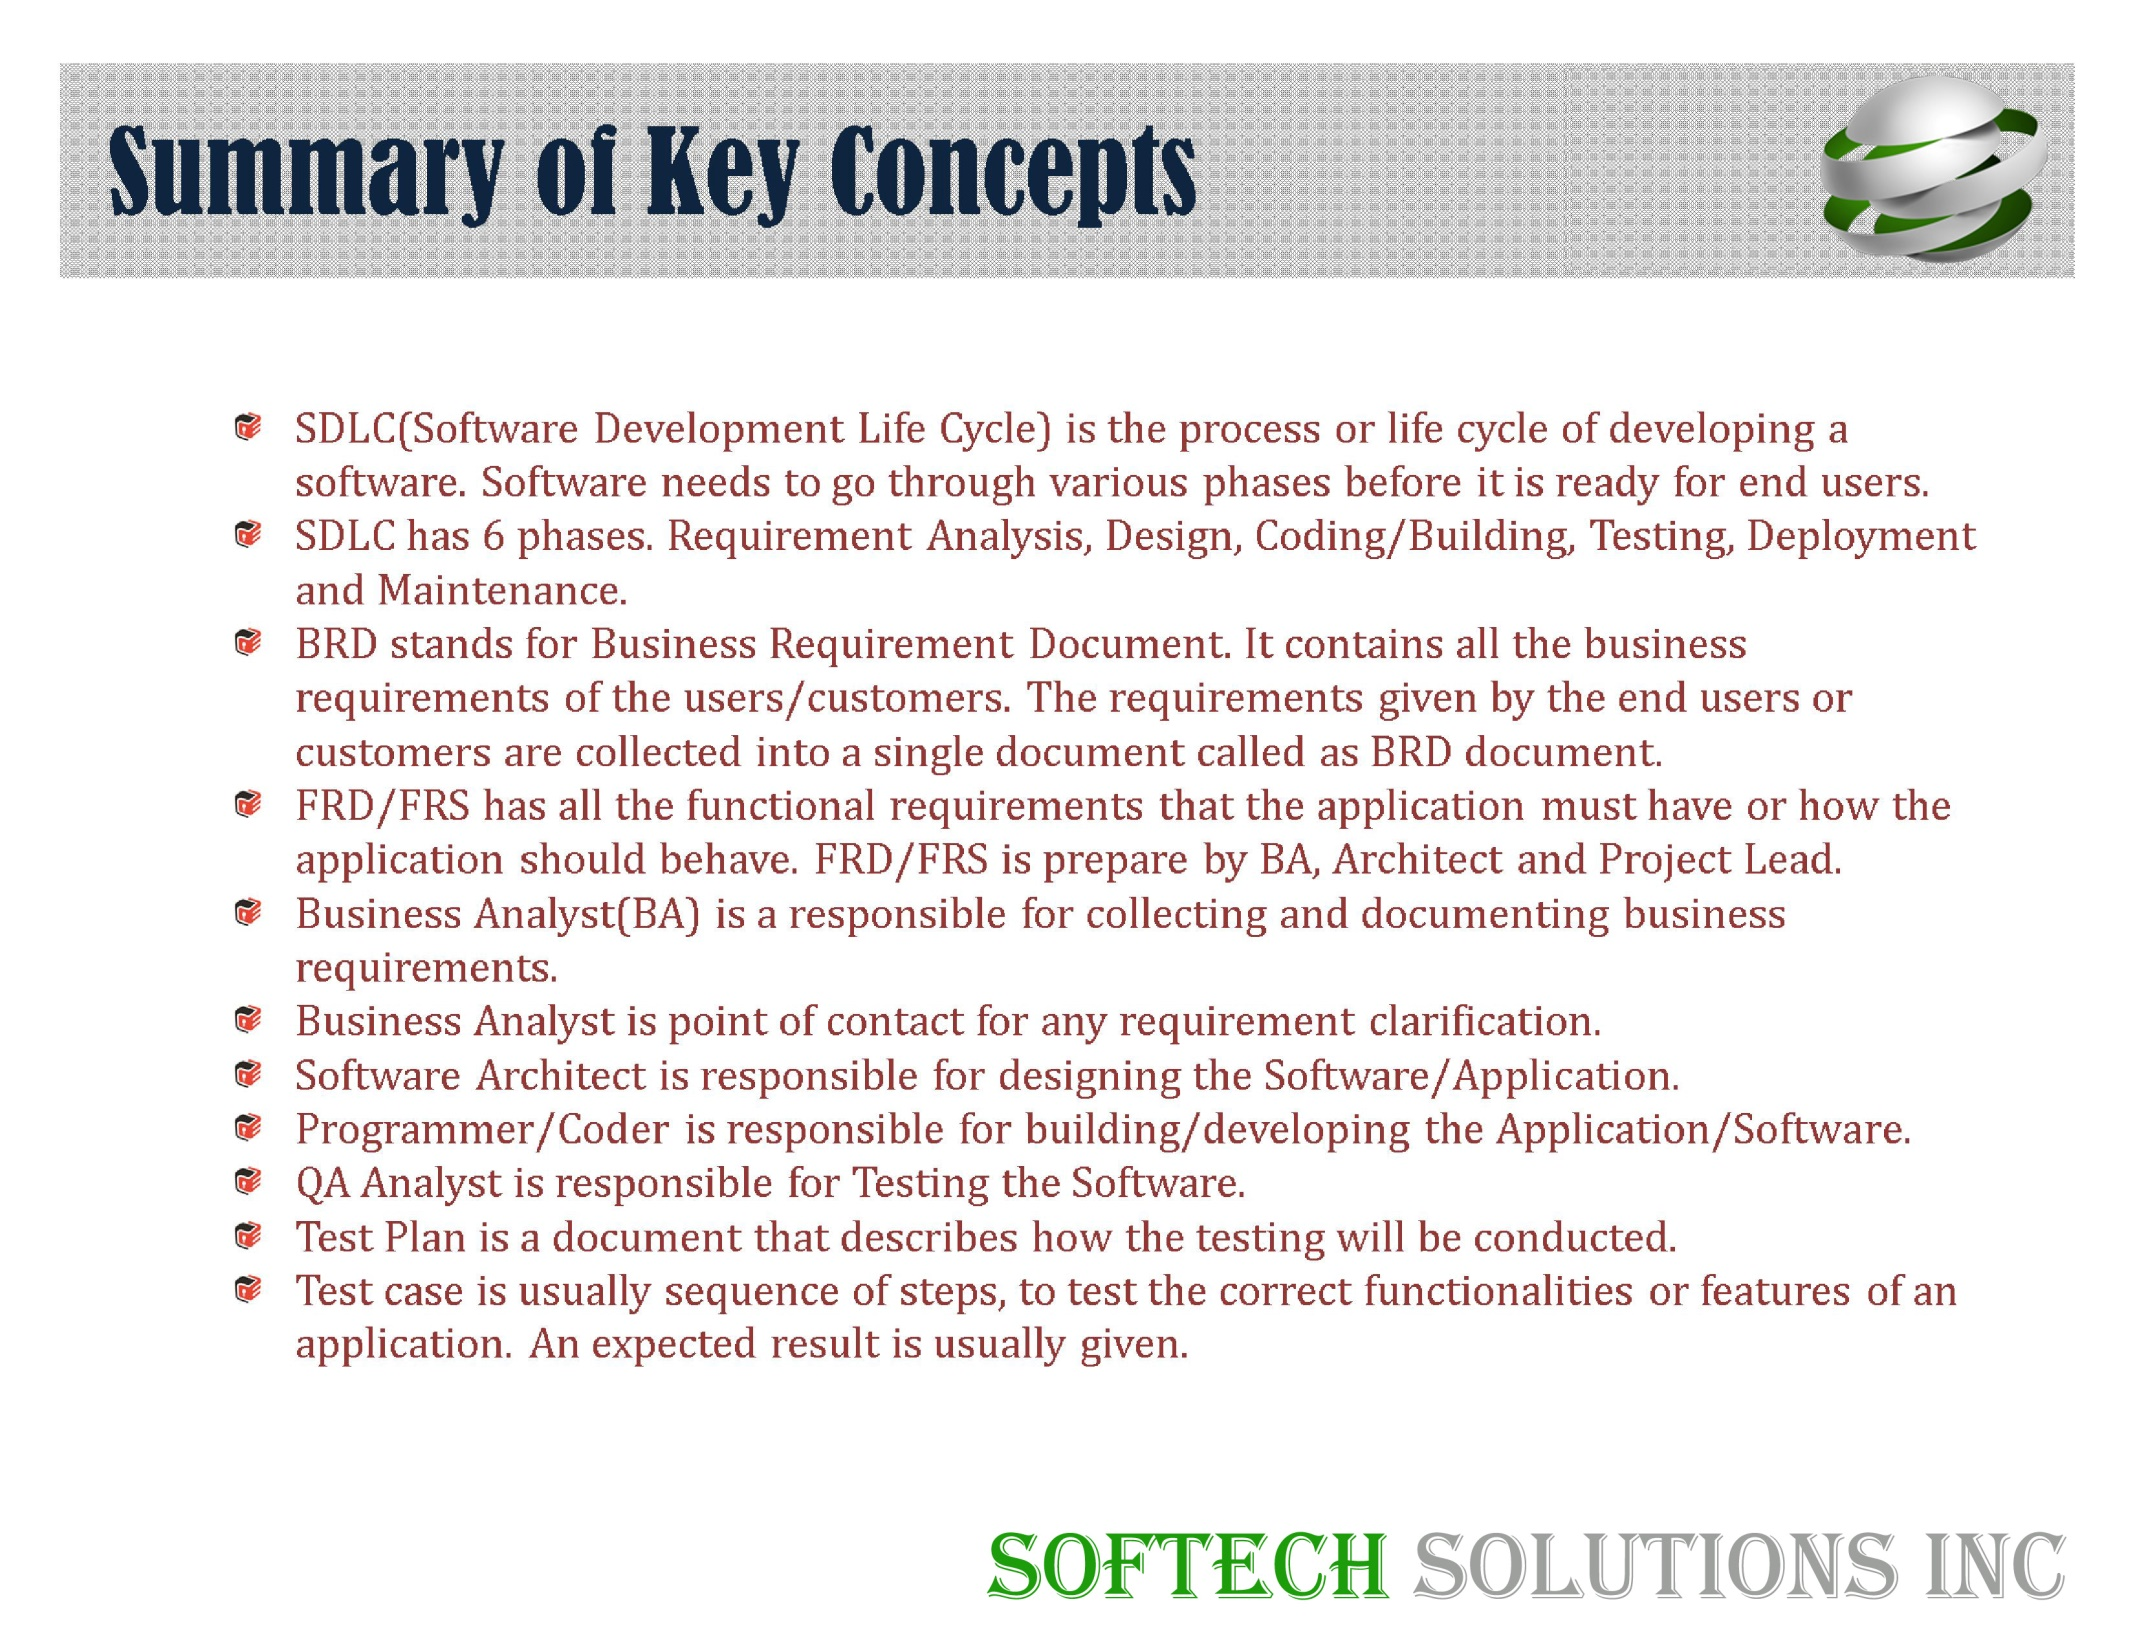 Summary of Key Concepts
SDLC(Software Development Life Cycle) is the process or life cycle of developing a
software. Software needs to go through various phases before it is ready for end users.
SDLC has 6 phases. Requirement Analysis, Design, Coding/Building, Testing, Deployment
and Maintenance.
BRD stands for Business Requirement Document. It contains all the business
requirements of the users/customers. The requirements given by the end users or
customers are collected into a single document called as BRD document.
FRD/FRS has all the functional requirements that the application must have or how the
application should behave. FRD/FRS is prepare by BA, Architect and Project Lead.
Business Analyst(BA) is a responsible for collecting and documenting business
requirements.
Business Analyst is point of contact for any requirement clarification.
Software Architect is responsible for designing the Software/Application.
Programmer/Coder is responsible for building/developing the Application/Software.
QA Analyst is responsible for Testing the Software.
Test Plan is a document that describes how the testing will be conducted.
Test case is usually sequence of steps, to test the correct functionalities or features of an
application. An expected result is usually given.
SOFTECH SOLUTIONS INC